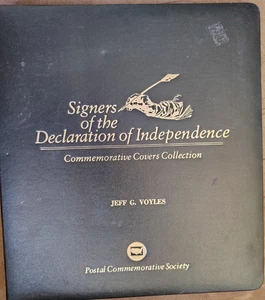 Signers
of the
Declaration of Independence
Commemorative Covers Collection
JEFF G. VOYLES
Postal Commemorative Society